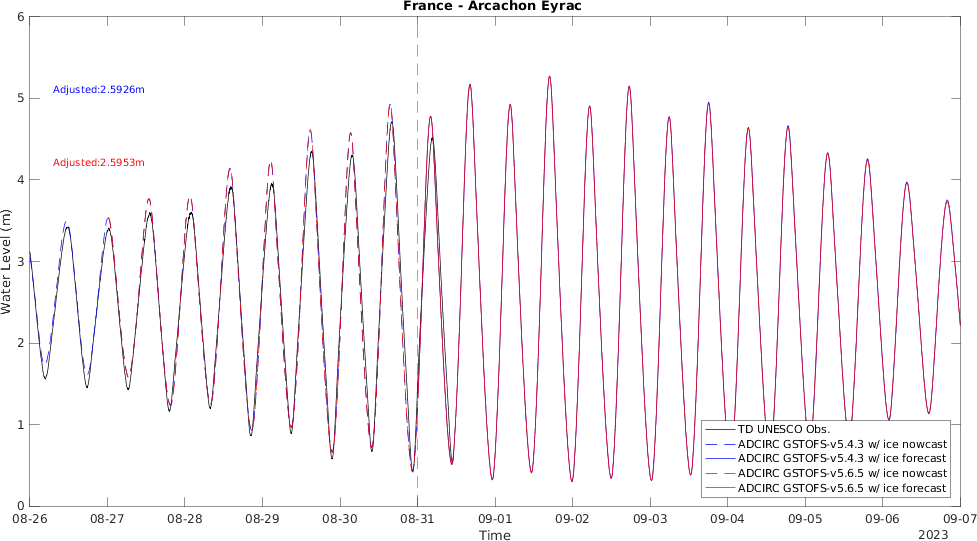 France - Arcachon Eyrac
6
5
4
3
2
1
0
Water Level (m)
Adjusted:2.5926m
Adjusted:2.5953m
TD UNESCO Obs.
ADCIRC GSTOFS-v5.4.3 w/ ice nowcast
ADCIRC GSTOFS-v5.4.3 w/ ice forecast
ADCIRC GSTOFS-v5.6.5 w/ ice nowcast
ADCIRC GSTOFS-v5.6.5 w/ ice forecast
08-26 08-27 08-28 08-29 08-30 08-31 09-01 09-02 09-03 09-04 09-05 09-06 09-07
Time
2023